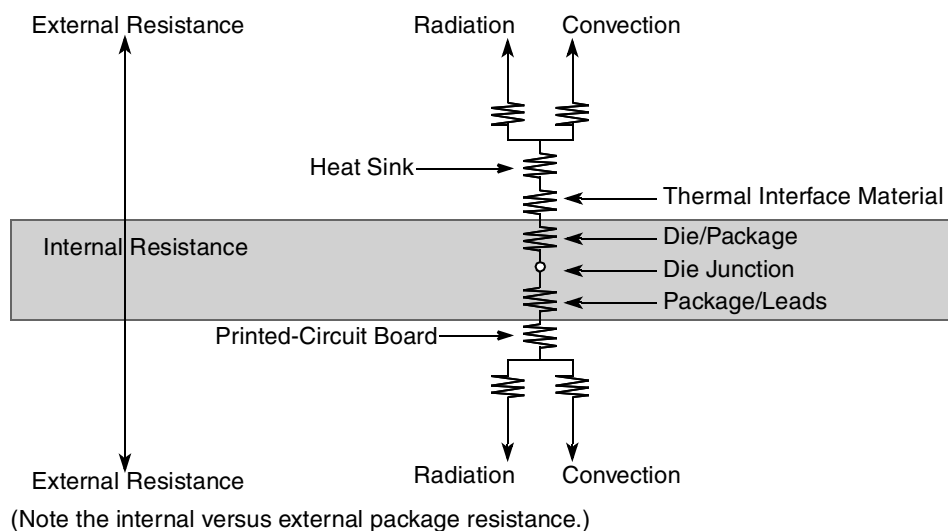 External Resistance
Radiation
Convection
Heat Sink
Thermal Interface Material
Internal Resistance
Die/Package
Die Junction
Package/Leads
Printed-Circuit Board
External Resistance
Radiation
Convection
(Note the internal versus external package resistance.)